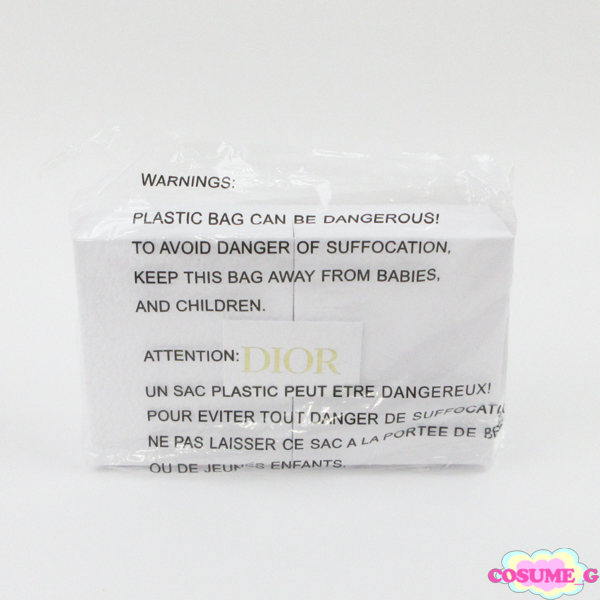 WARNINGS:
PLASTIC BAG CAN BE DANGEROUS!
TO AVOID DANGER OF SUFFOCATION,
KEEP THIS BAG AWAY FROM BABIES,
AND CHILDREN.
ATTENTION:
DIOR
UN SAC PLASTIC PEUT ETRE DANGEREUX!
POUR EVITER TOUT DANGER DE SUFFOCATI
NE PAS LAISSER CE SAC A LA PORTEE DE
OU DE JEUNES ENFANTS.
COSUME_G